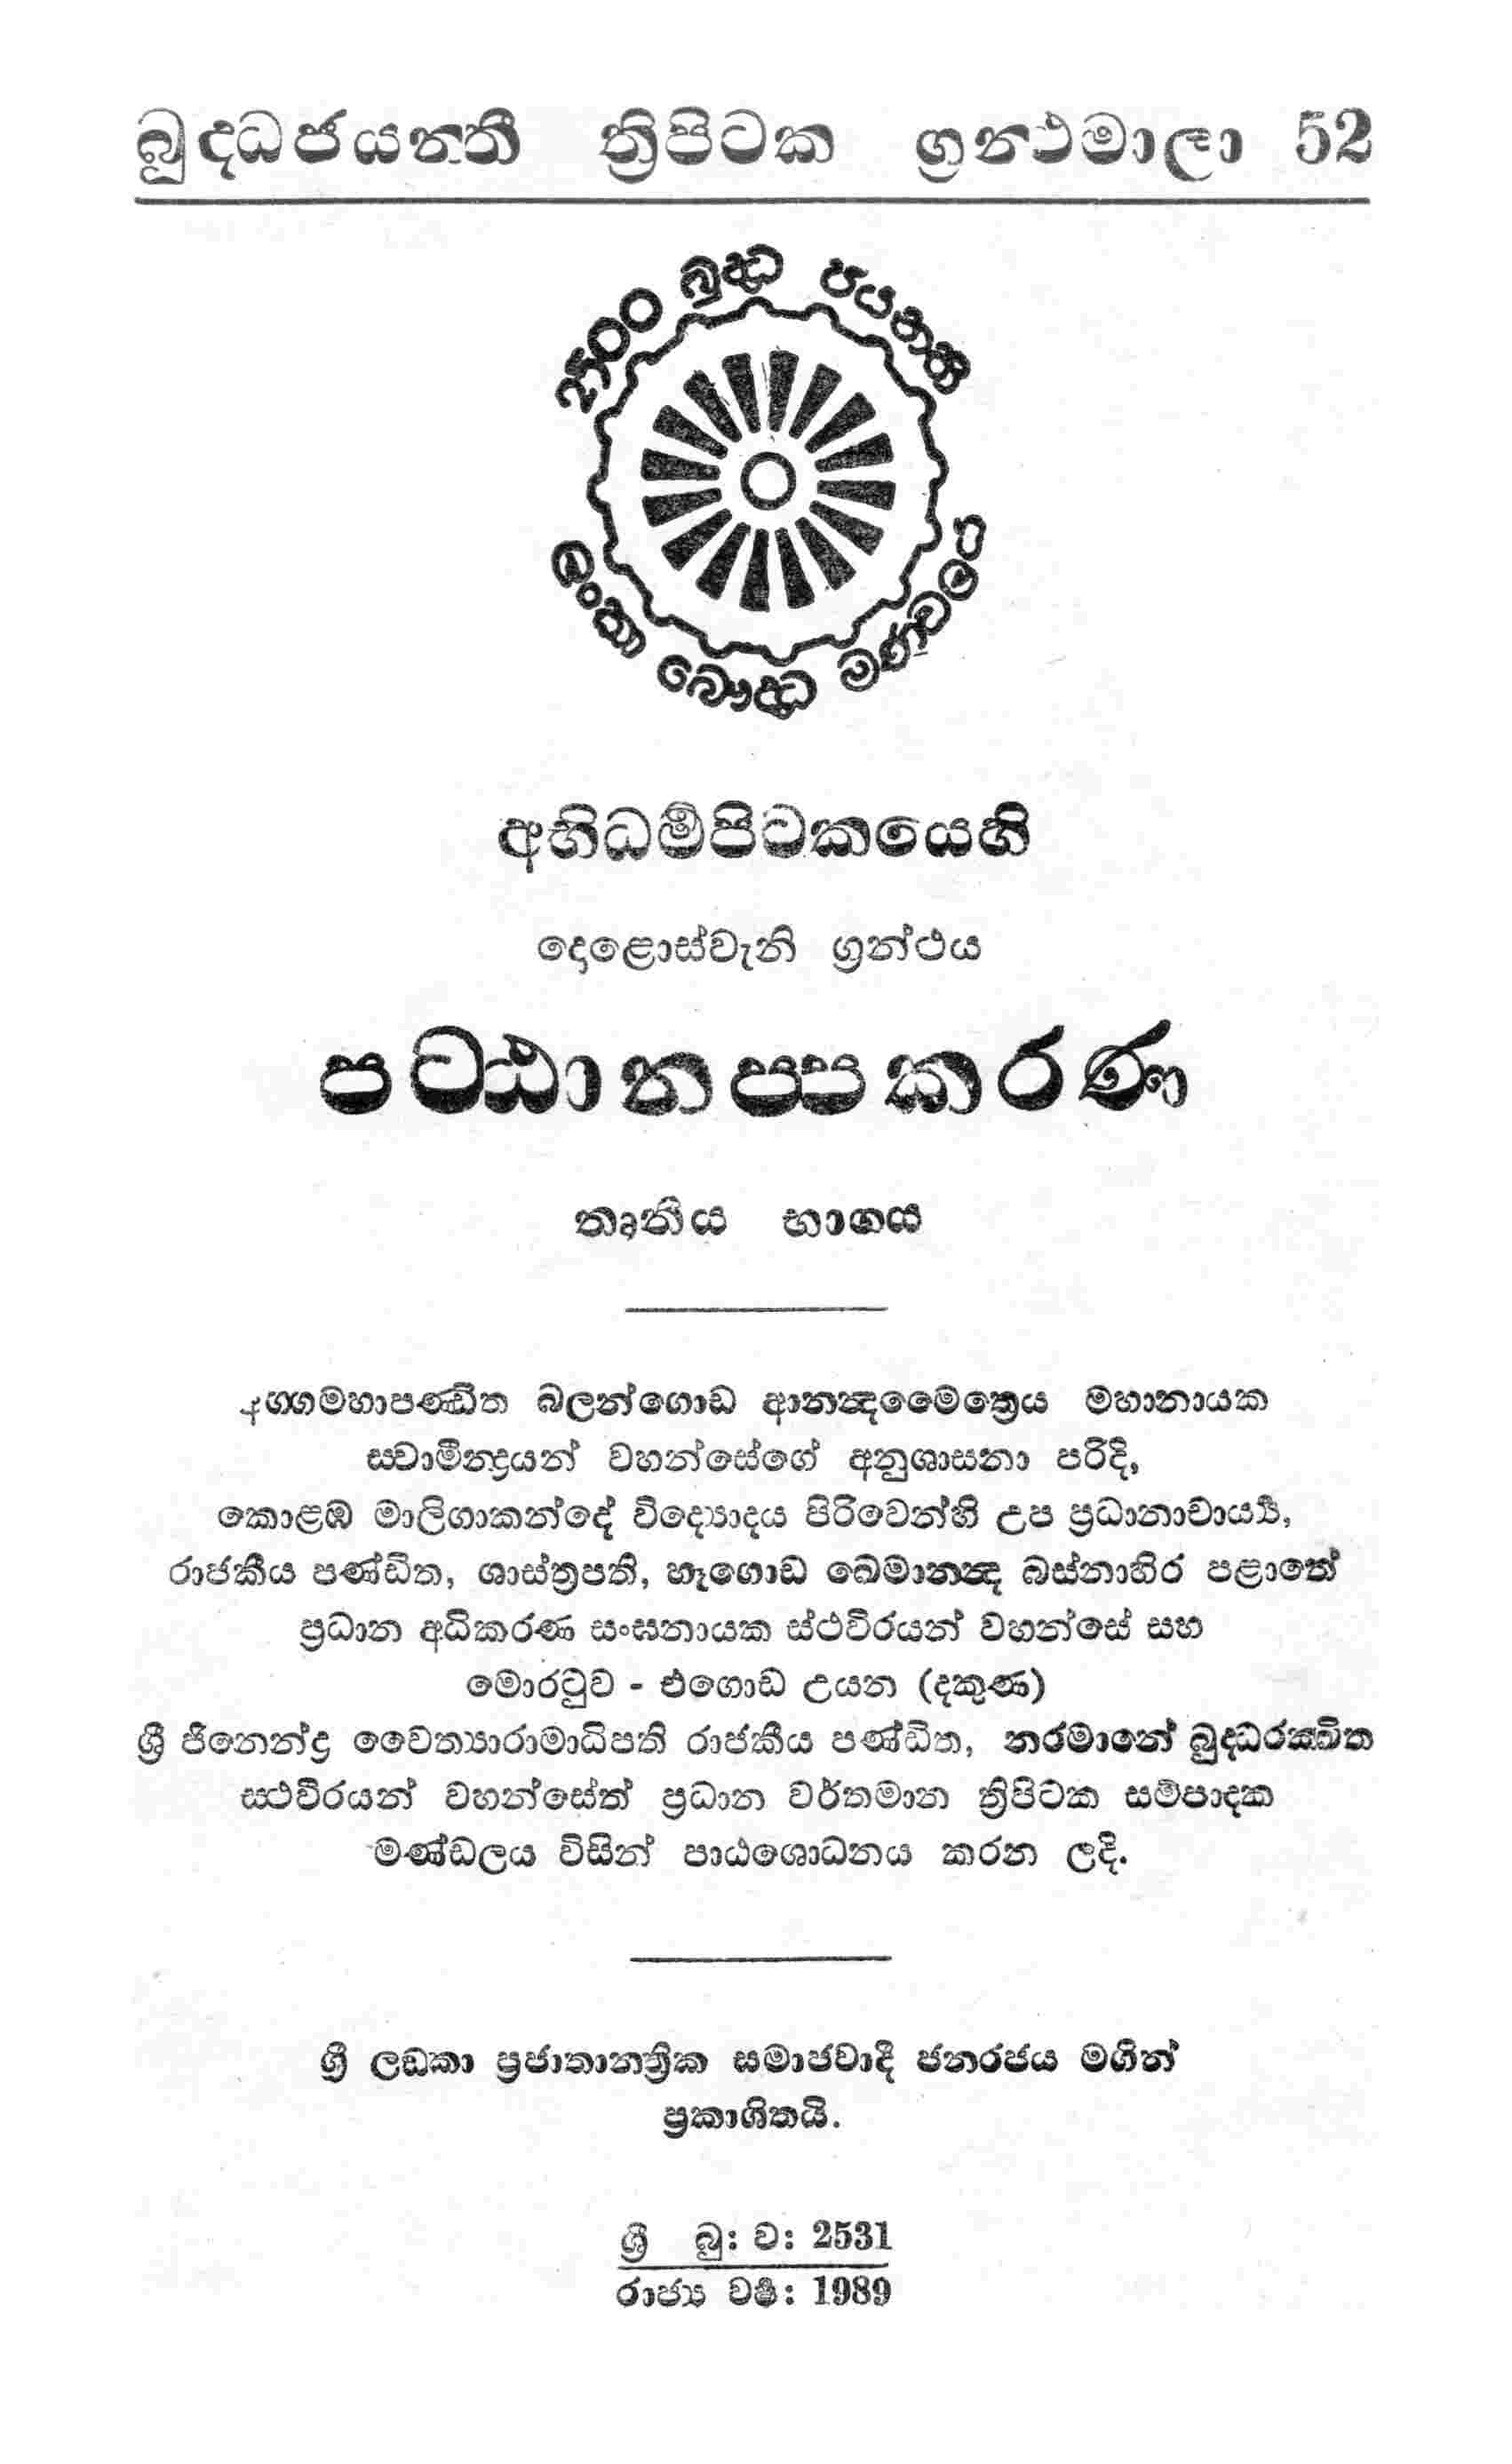 බුද‍්ධජයන‍්තී ත්‍රිපිටක ග්‍රන්‍ථමාලා 52
2500 බුද්‍ධ ජයන්ති
ලංකා බෞද්‍ධ මණ්ඩලය
අභිධර්‍මපිටකයෙහි
දොළොස්වැනි ග්‍රන්ථය
පට‍්ඨානප‍්පකරණ
තෘතීය භාගය
අග‍්ගමහාපණ‍්ඩිත බලන්ගොඩ ආනන්‍දමෛත්‍රෙය මහානායක
ස‍්වාමීන්‍ද්‍රයන් වහන්සේගේ අනුශාසනා පරිදි,
කොළඹ මාලිගාකන්දේ විද්‍යොදය පිරිවෙන්හි උප ප්‍රධානාචාර්‍ය්‍ය,
රාජකීය පණ්ඩිත, ශාස්ත්‍රපති, හෑගොඩ ඛෙමානන්‍ද බස්නාහිර පළාතේ
ප්‍රධාන අධිකරණ සංඝනායක ස්ථවිරයන් වහන්සේ සහ
මොරටුව - එගොඩ උයන (දකුණ)
ශ්‍රී ජිනෙන්ද්‍ර චෛත්‍යාරාමාධිපති රාජකීය පණ්ඩිත, නරමානේ බුද‍්ධරක‍්ඛිත
ස‍්ථවිරයන් වහන්සේත් ප්‍රධාන වර්තමාන ත්‍රිපිටක සම්පාදක
මණ්ඩලය විසින් පාඨශොධනය කරන ලදි.
ශ්‍රී ලඞ‍්කා ප්‍රජාතාන‍්ත්‍රික සමාජවාදී ජනරජය මගින්
ප්‍රකාශිතයි.
ශ්‍රී බු: ව: 2531
රාජ්‍ය වර්‍ෂ: 1989